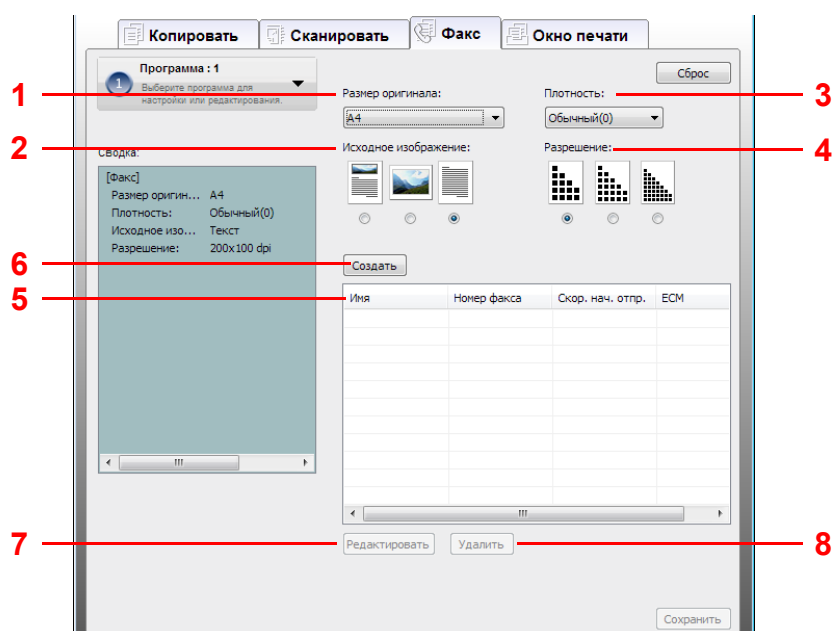 Копировать
Сканировать
Факс
Окно печати
1
Программа : 1
Выберите программа для
настройки или редактирования.
Сброс
1
Размер оригинала:
Плотность:
3
A4
Обычный(0)
2
Исходное изображение:
Разрешение:
4
Сводка:
[Факс]
Размер оригин... A4
Плотность: Обычный(0)
Исходное изо... Текст
Разрешение: 200x100 dpi
6
Создать
5
Имя
Номер факса
Скор. нач. отпр.
ECM
7
Редактировать
Удалить
8
Сохранить